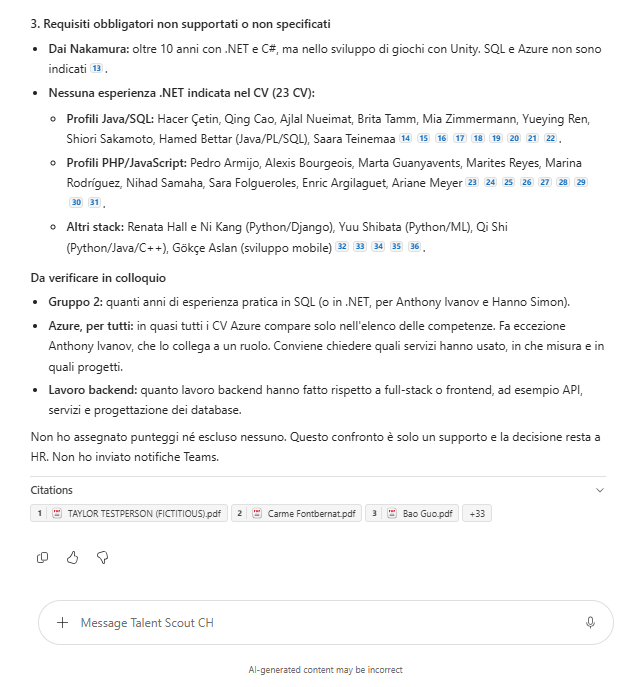 3. Requisiti obbligatori non supportati o non specificati
• Dai Nakamura: oltre 10 anni con .NET e C#, ma nello sviluppo di giochi con Unity. SQL e Azure non sono
indicati 13 .
• Nessuna esperienza .NET indicata nel CV (23 CV):
○ Profili Java/SQL: Hacer Çetin, Qing Cao, Ajlal Nueimat, Brita Tamm, Mia Zimmermann, Yueying Ren,
Shiori Sakamoto, Hamed Bettar (Java/PL/SQL), Saara Teinemaa 14 15 16 17 18 19 20 21 22 .
○ Profili PHP/JavaScript: Pedro Armijo, Alexis Bourgeois, Marta Guanyavents, Marites Reyes, Marina
Rodríguez, Nihad Samaha, Sara Folgueroles, Enric Argilaguet, Ariane Meyer 23 24 25 26 27 28 29
30 31 .
○ Altri stack: Renata Hall e Ni Kang (Python/Django), Yuu Shibata (Python/ML), Qi Shi
(Python/Java/C++), Gökçe Aslan (sviluppo mobile) 32 33 34 35 36 .
Da verificare in colloquio
• Gruppo 2: quanti anni di esperienza pratica in SQL (o in .NET, per Anthony Ivanov e Hanno Simon).
• Azure, per tutti: in quasi tutti i CV Azure compare solo nell'elenco delle competenze. Fa eccezione
Anthony Ivanov, che lo collega a un ruolo. Conviene chiedere quali servizi hanno usato, in che misura e in
quali progetti.
• Lavoro backend: quanto lavoro backend hanno fatto rispetto a full-stack o frontend, ad esempio API,
servizi e progettazione dei database.
Non ho assegnato punteggi né escluso nessuno. Questo confronto è solo un supporto e la decisione resta a
HR. Non ho inviato notifiche Teams.
Citations
1 TAYLOR TESTPERSON (FICTITIOUS).pdf 2 Carme Fontbernat.pdf 3 Bao Guo.pdf +33
Message Talent Scout CH
AI-generated content may be incorrect